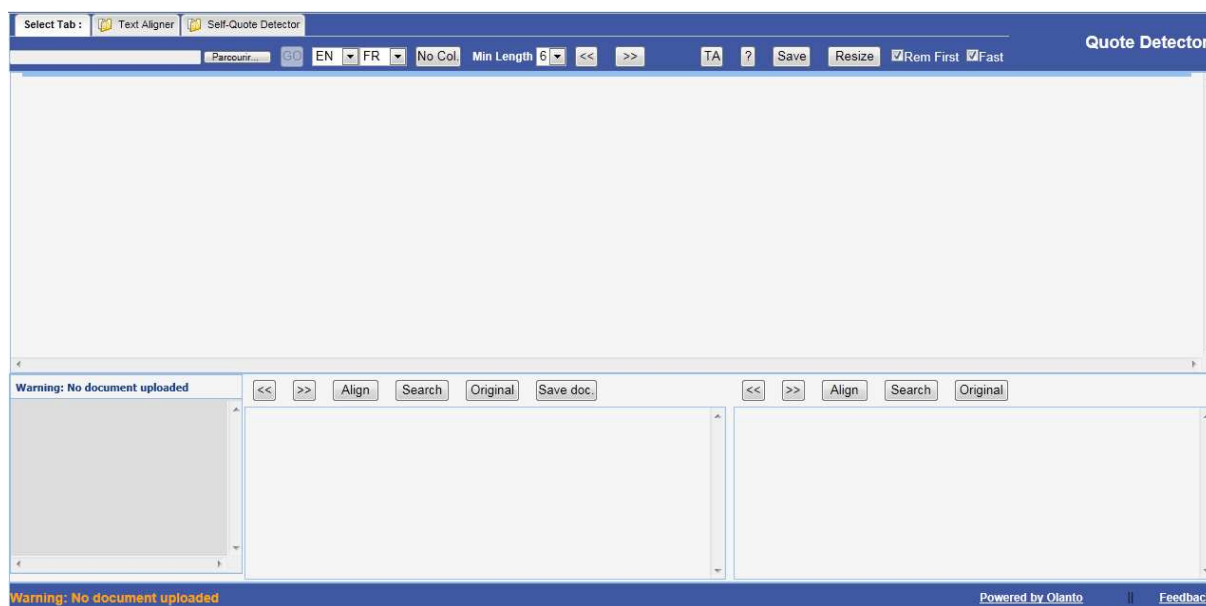 Select Tab : Text Aligner Self-Quote Detector
Quote Detector
Parcourir... GO EN FR No Col. Min Length 6 << >> TA ? Save Resize Rem First Fast
Warning: No document uploaded
<< >> Align Search Original Save doc.
<< >> Align Search Original
Warning: No document uploaded
Powered by Olanto || Feedbac